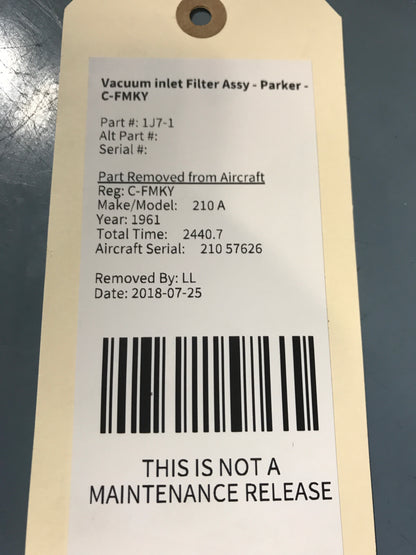 Vacuum inlet Filter Assy - Parker -
C-FMKY
Part #: 1J7-1
Alt Part #:
Serial #:
Part Removed from Aircraft
Reg: C-FMKY
Make/Model: 210 A
Year: 1961
Total Time: 2440.7
Aircraft Serial: 210 57626
Removed By: LL
Date: 2018-07-25
THIS IS NOT A
MAINTENANCE RELEASE